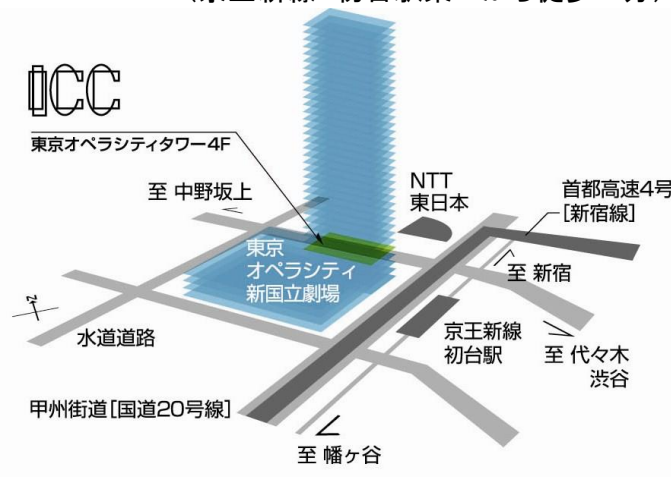 ICC
東京オペラシティタワー4F
至 中野坂上
NTT
東日本
首都高速4号
[新宿線]
東京
オペラシティ
新国立劇場
至 新宿
水道道路
京王新線
初台駅
至 代々木
渋谷
甲州街道[国道20号線]
至 幡ヶ谷